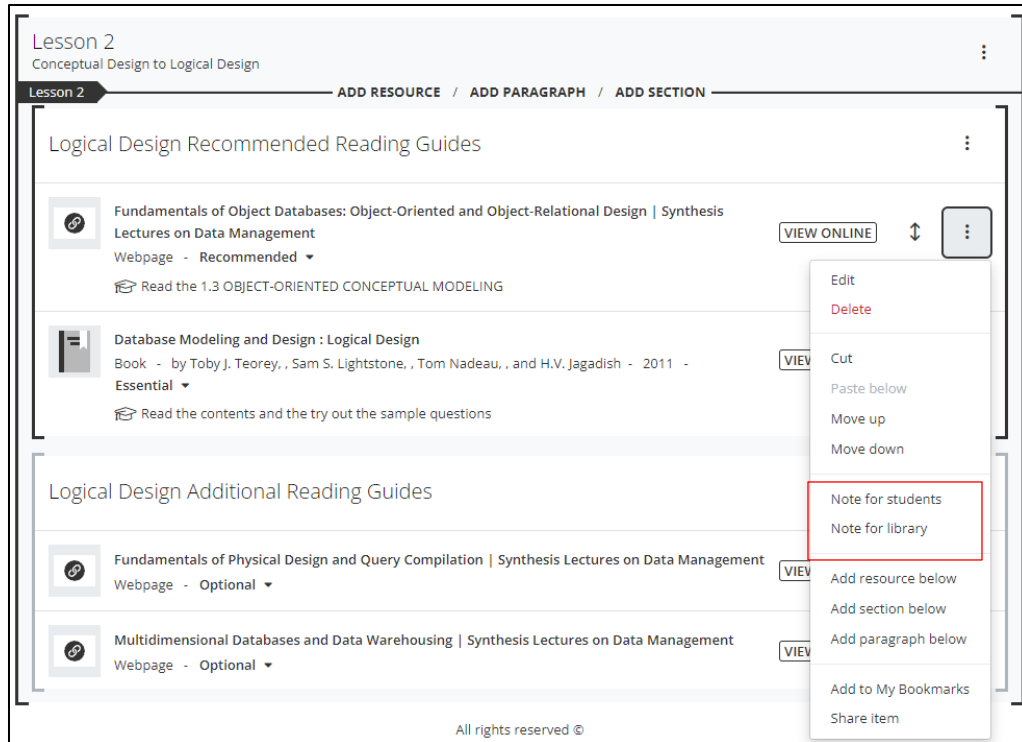 Lesson 2
Conceptual Design to Logical Design
Lesson 2
ADD RESOURCE / ADD PARAGRAPH / ADD SECTION
Logical Design Recommended Reading Guides
Fundamentals of Object Databases: Object-Oriented and Object-Relational Design | Synthesis
Lectures on Data Management
VIEW ONLINE
Webpage - Recommended
Read the 1.3 OBJECT-ORIENTED CONCEPTUAL MODELING
Database Modeling and Design : Logical Design
Book - by Toby J. Teorey, , Sam S. Lightstone, , Tom Nadeau, , and H.V. Jagadish - 2011 -
Essential
VIE
Read the contents and the try out the sample questions
Logical Design Additional Reading Guides
Fundamentals of Physical Design and Query Compilation | Synthesis Lectures on Data Management
Webpage - Optional
VIE
Multidimensional Databases and Data Warehousing | Synthesis Lectures on Data Management
Webpage - Optional
VIE
Edit
Delete
Cut
Paste below
Move up
Move down
Note for students
Note for library
Add resource below
Add section below
Add paragraph below
Add to My Bookmarks
Share item
All rights reserved ©